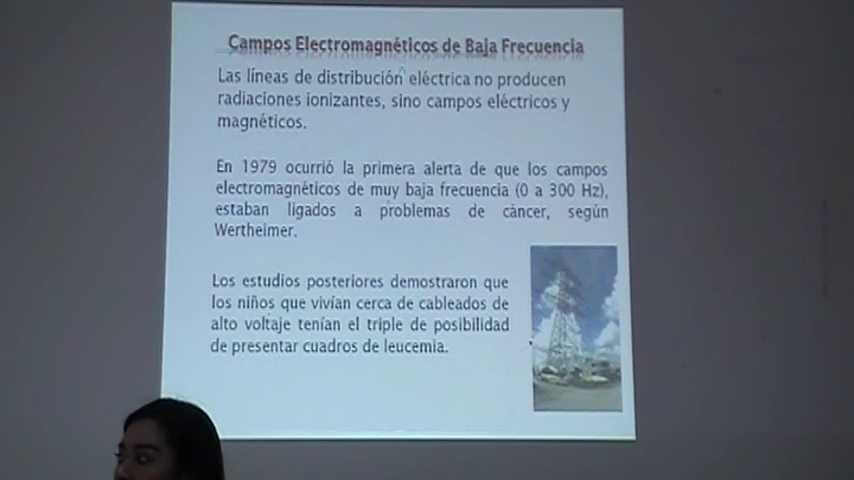 Campos Electromagnéticos de Baja Frecuencia
Las líneas de distribución eléctrica no producen
radiaciones ionizantes, sino campos eléctricos y
magnéticos.
En 1979 ocurrió la primera alerta de que los campos
electromagnéticos de muy baja frecuencia (0 a 300 Hz),
estaban ligados a problemas de cáncer, según
Wertheimer.
Los estudios posteriores demostraron que
los niños que vivían cerca de cableados de
alto voltaje tenían el triple de posibilidad
de presentar cuadros de leucemia.